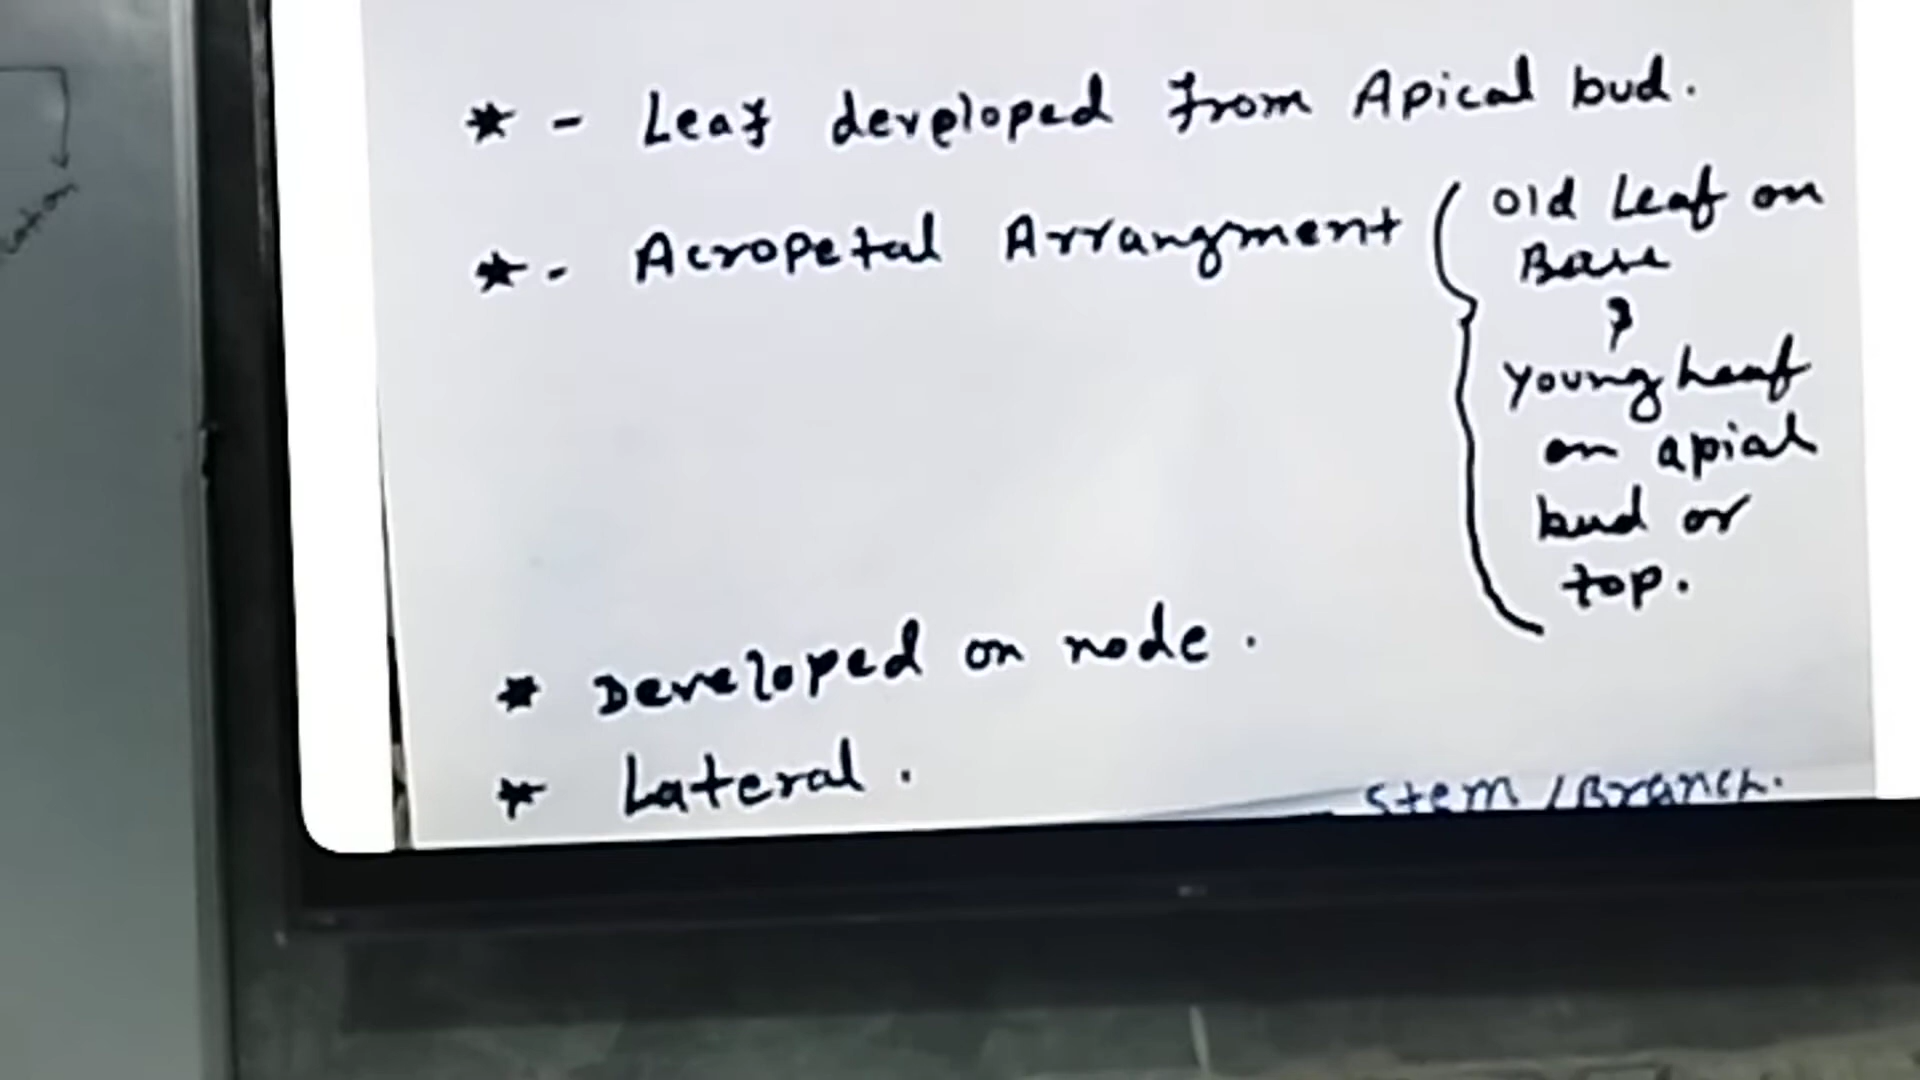 * - Leaf developed from Apical bud.
* - Acropetal Arrangment
Old Leaf on
Base
&
Young Leaf
on apial
bud or
top.
* Developed on node.
* Lateral.
Stem / Branch.